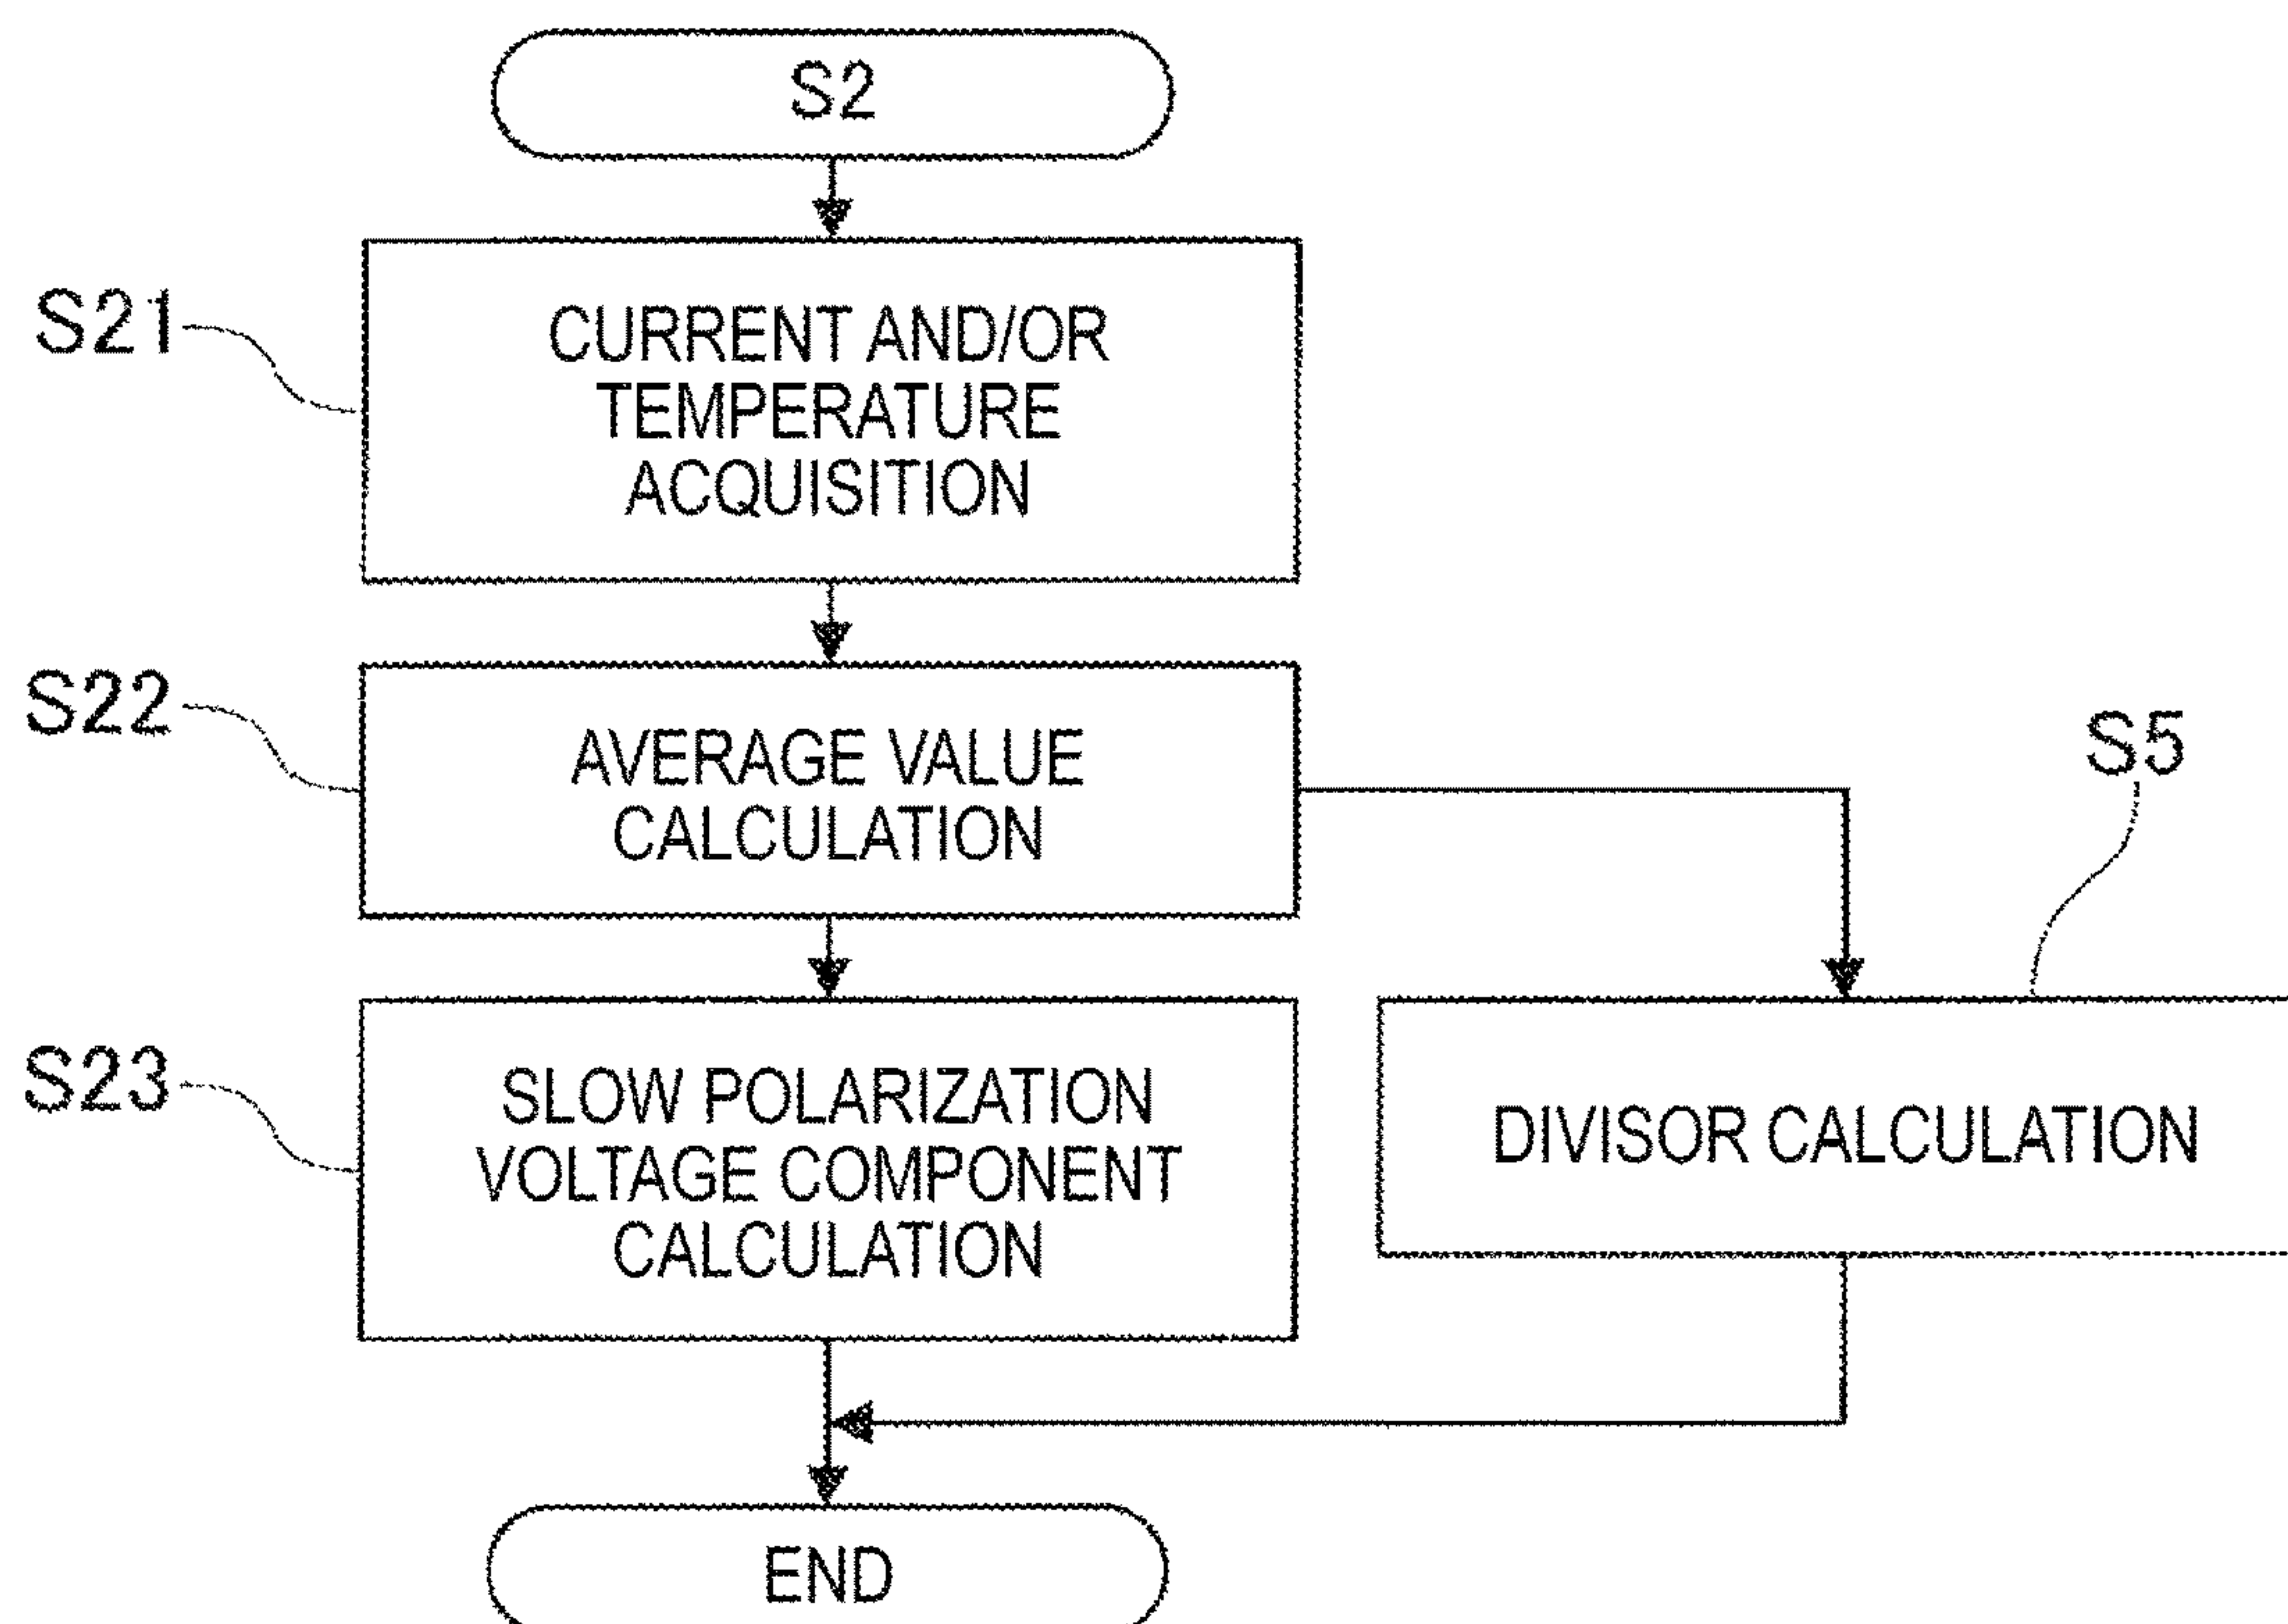 S2
S21
CURRENT AND/OR
TEMPERATURE
ACQUISITION
S22
AVERAGE VALUE
CALCULATION
S5
S23
SLOW POLARIZATION
VOLTAGE COMPONENT
CALCULATION
DIVISOR CALCULATION
END